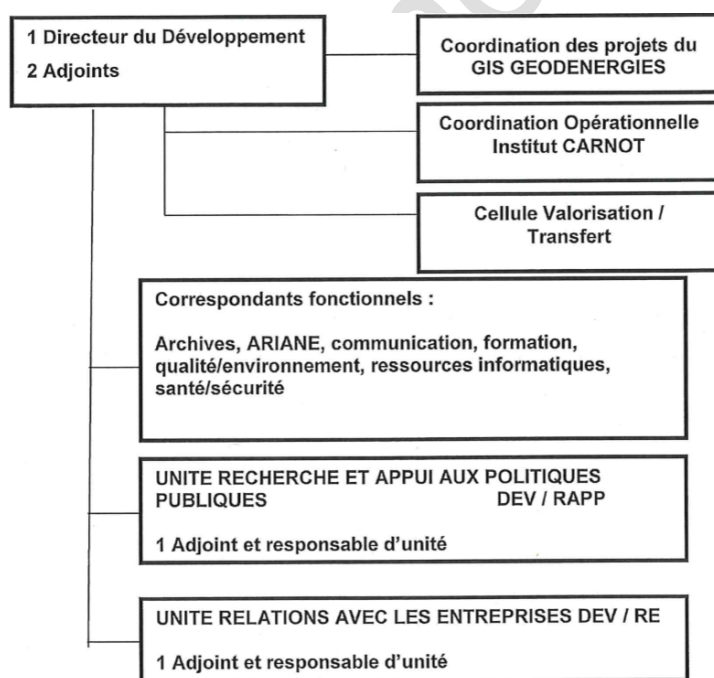 1 Directeur du Développement
2 Adjoints
Coordination des projets du
GIS GEODENERGIES
Coordination Opérationnelle
Institut CARNOT
Cellule Valorisation /
Transfert
Correspondants fonctionnels :
Archives, ARIANE, communication, formation,
qualité/environnement, ressources informatiques,
santé/sécurité
UNITE RECHERCHE ET APPUI AUX POLITIQUES
PUBLIQUES DEV / RAPP
1 Adjoint et responsable d'unité
UNITE RELATIONS AVEC LES ENTREPRISES DEV / RE
1 Adjoint et responsable d'unité